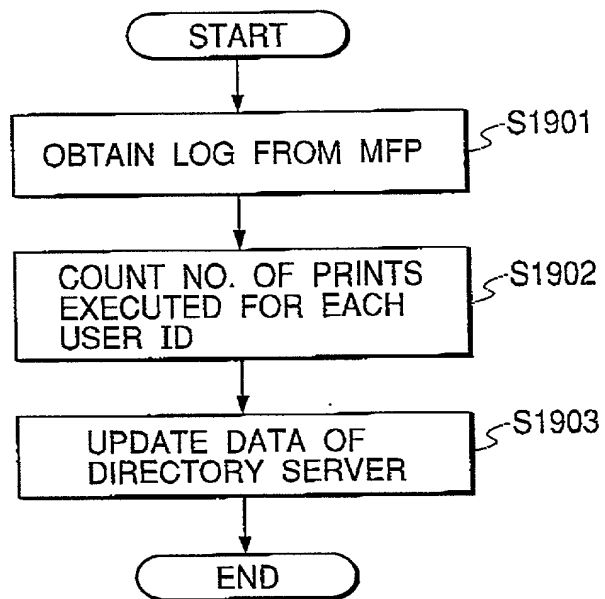 START
OBTAIN LOG FROM MFP
S1901
COUNT NO. OF PRINTS
EXECUTED FOR EACH
USER ID
S1902
UPDATE DATA OF
DIRECTORY SERVER
S1903
END